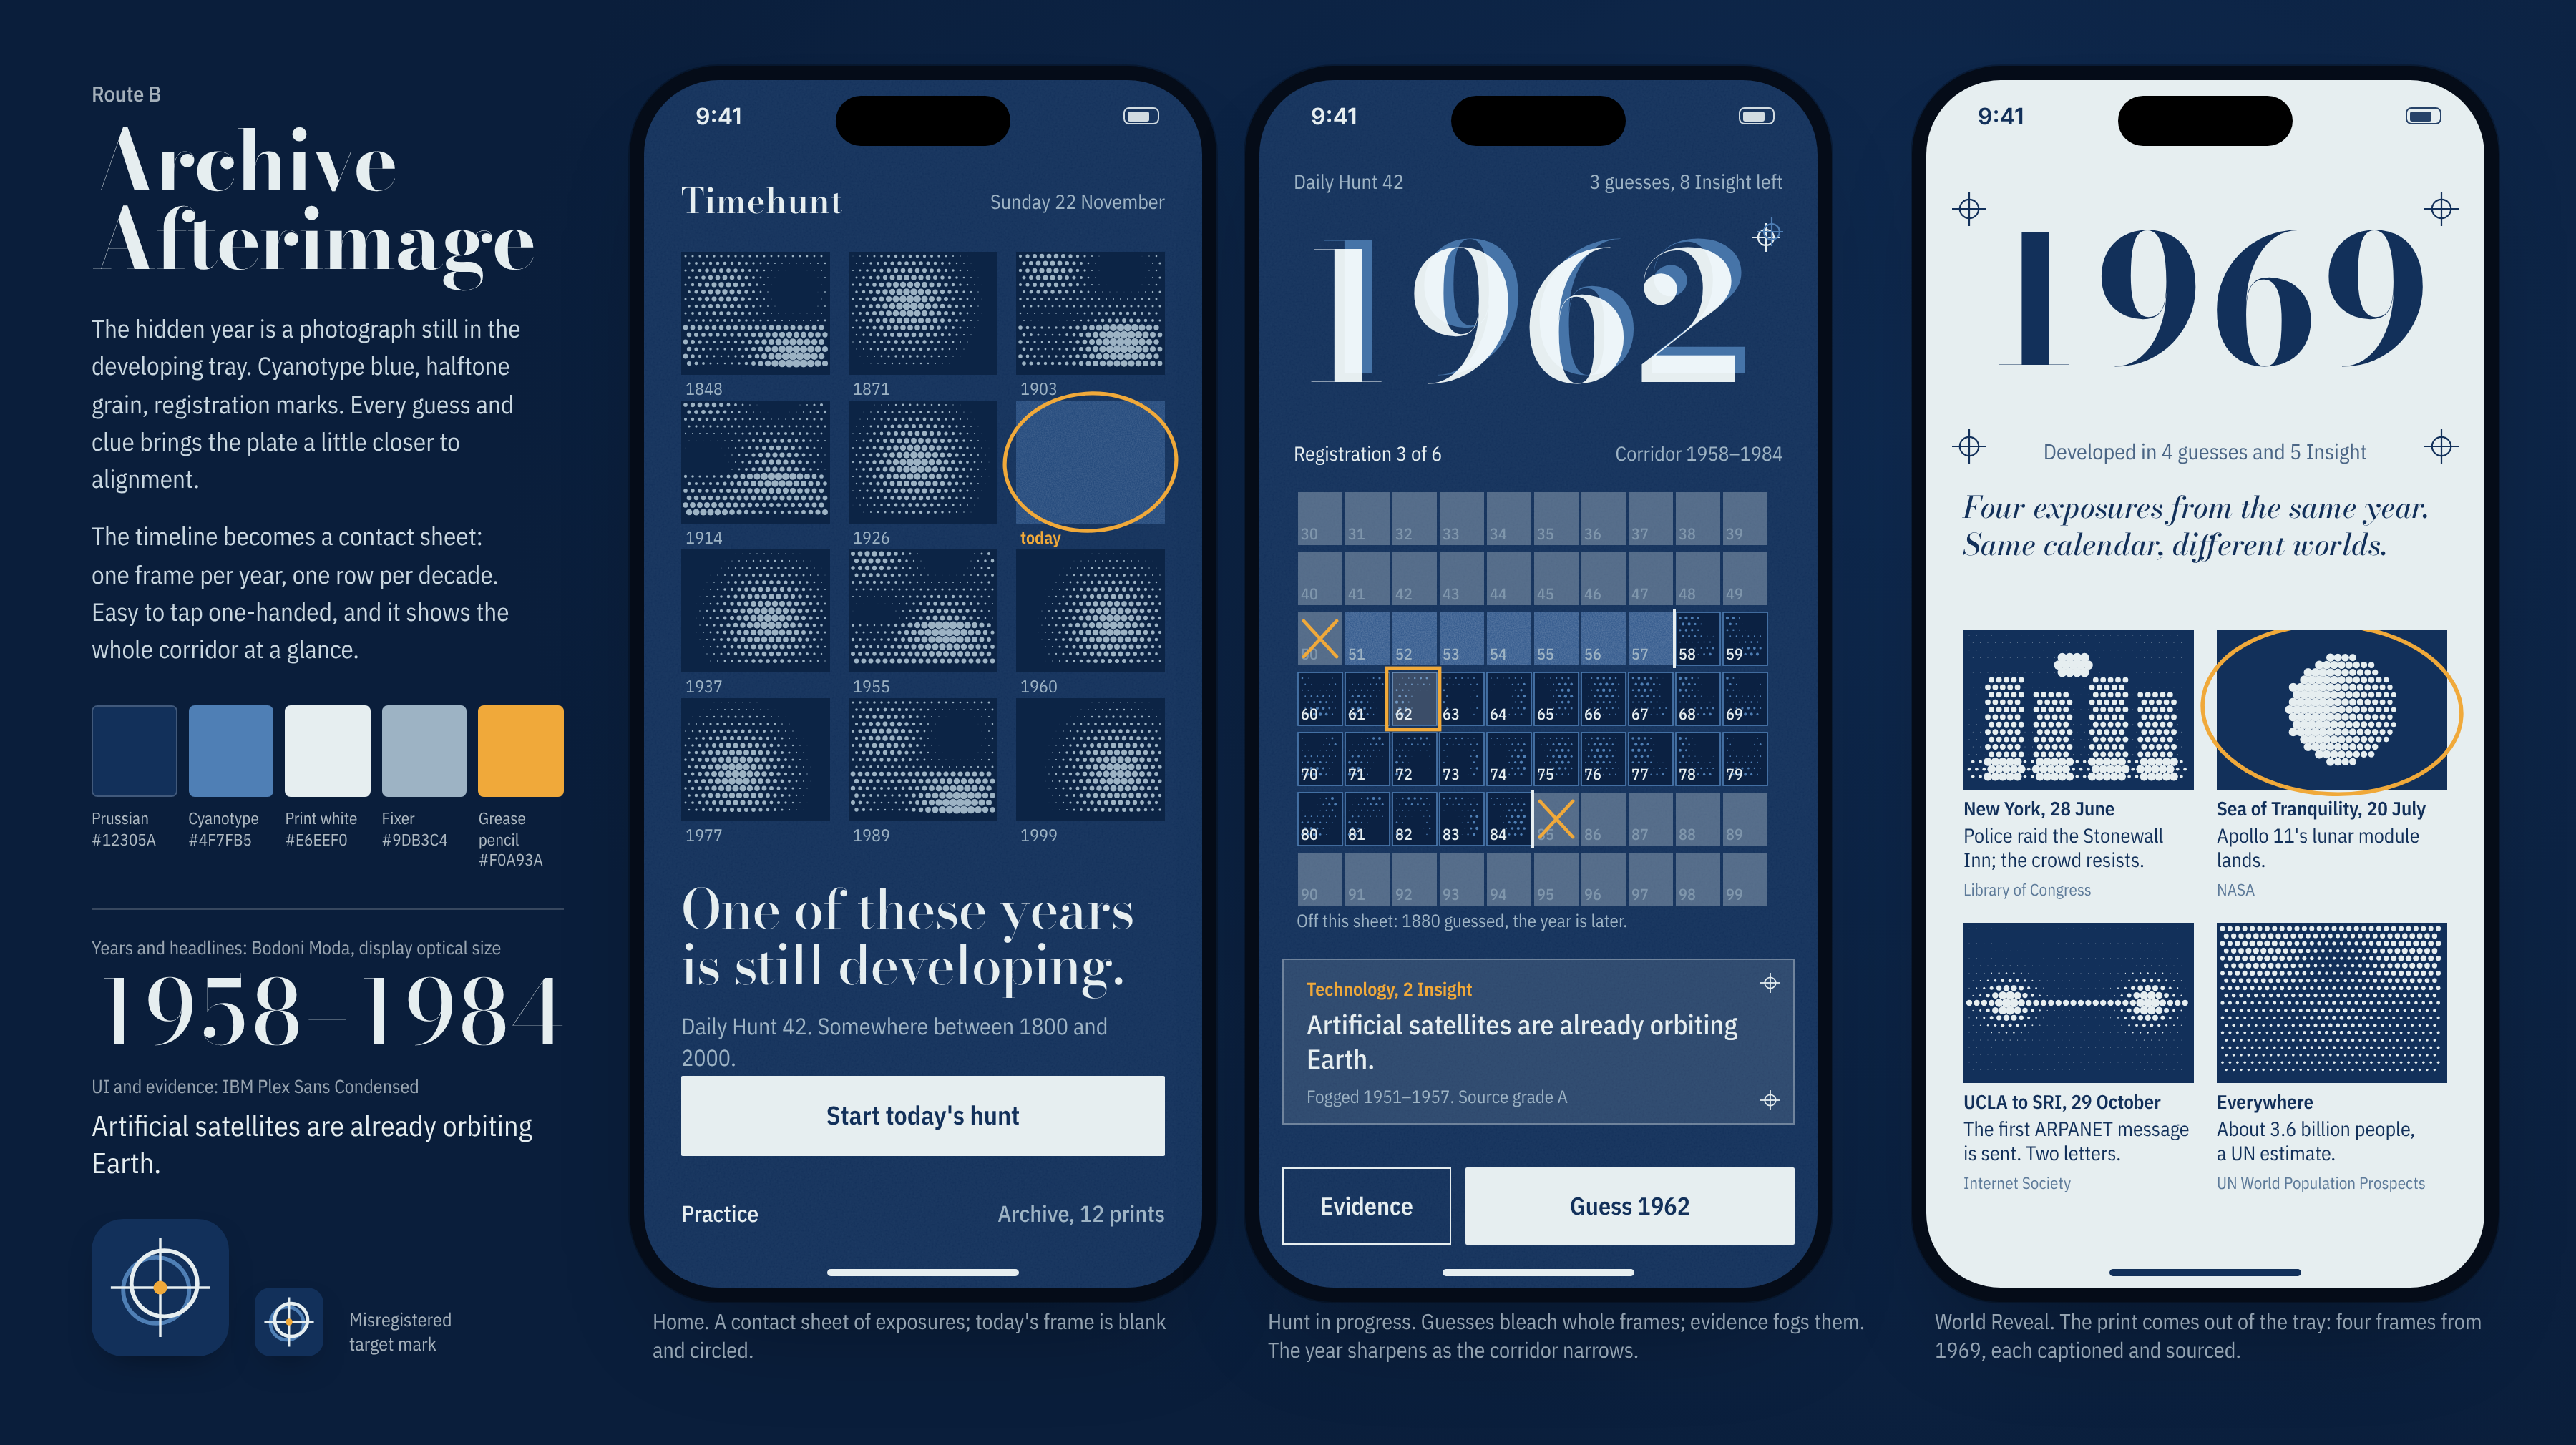 Route B
Archive
Afterimage
The hidden year is a photograph still in the
developing tray. Cyanotype blue, halftone
grain, registration marks. Every guess and
clue brings the plate a little closer to
alignment.
The timeline becomes a contact sheet:
one frame per year, one row per decade.
Easy to tap one-handed, and it shows the
whole corridor at a glance.
Prussian
#12305A
Cyanotype
#4F7FB5
Print white
#E6EEF0
Fixer
#9DB3C4
Grease
pencil
#F0A93A
Years and headlines: Bodoni Moda, display optical size
1958–1984
UI and evidence: IBM Plex Sans Condensed
Artificial satellites are already orbiting
Earth.
Misregistered
target mark
9:41
Timehunt
Sunday 22 November
1848 1871 1903
1914 1926 today
1937 1955 1960
1977 1989 1999
One of these years
is still developing.
Daily Hunt 42. Somewhere between 1800 and
2000.
Start today's hunt
Practice
Archive, 12 prints
Home. A contact sheet of exposures; today's frame is blank
and circled.
9:41
Daily Hunt 42
3 guesses, 8 Insight left
1962
Registration 3 of 6
Corridor 1958–1984
30 31 32 33 34 35 36 37 38 39
40 41 42 43 44 45 46 47 48 49
50 51 52 53 54 55 56 57 58 59
60 61 62 63 64 65 66 67 68 69
70 71 72 73 74 75 76 77 78 79
80 81 82 83 84 85 86 87 88 89
90 91 92 93 94 95 96 97 98 99
Off this sheet: 1880 guessed, the year is later.
Technology, 2 Insight
Artificial satellites are already orbiting
Earth.
Fogged 1951–1957. Source grade A
Evidence
Guess 1962
Hunt in progress. Guesses bleach whole frames; evidence fogs them.
The year sharpens as the corridor narrows.
9:41
1969
Developed in 4 guesses and 5 Insight
Four exposures from the same year.
Same calendar, different worlds.
New York, 28 June
Police raid the Stonewall
Inn; the crowd resists.
Library of Congress
Sea of Tranquility, 20 July
Apollo 11's lunar module
lands.
NASA
UCLA to SRI, 29 October
The first ARPANET message
is sent. Two letters.
Internet Society
Everywhere
About 3.6 billion people,
a UN estimate.
UN World Population Prospects
World Reveal. The print comes out of the tray: four frames from
1969, each captioned and sourced.